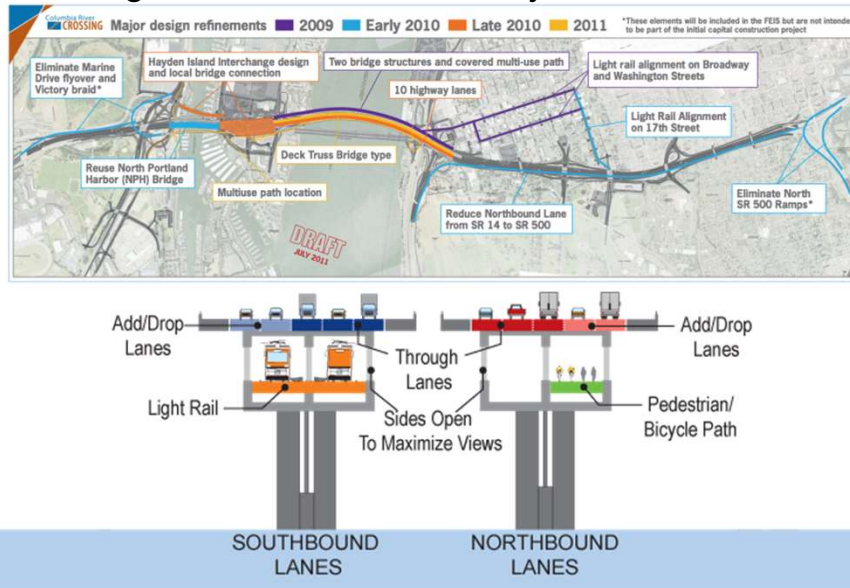 Columbia River
CROSSING
Major design refinements
2009
Early 2010
Late 2010
2011
*These elements will be included in the FEIS but are not intende
to be part of the initial capital construction project
Eliminate Marine
Drive flyover and
Victory braid*
Hayden Island Interchange design
and local bridge connection
Two bridge structures and covered multi-use path
10 highway lanes
Light rail alignment on Broadway
and Washington Streets
Light Rail Alignment
on 17th Street
Reuse North Portland
Harbor (NPH) Bridge
Deck Truss Bridge type
Multiuse path location
DRAFT
JULY 2011
Reduce Northbound Lane
from SR 14 to SR 500
Eliminate North
SR 500 Ramps*
Add/Drop
Lanes
Through
Lanes
Add/Drop
Lanes
Light Rail
Sides Open
To Maximize Views
Pedestrian/
Bicycle Path
SOUTHBOUND
LANES
NORTHBOUND
LANES